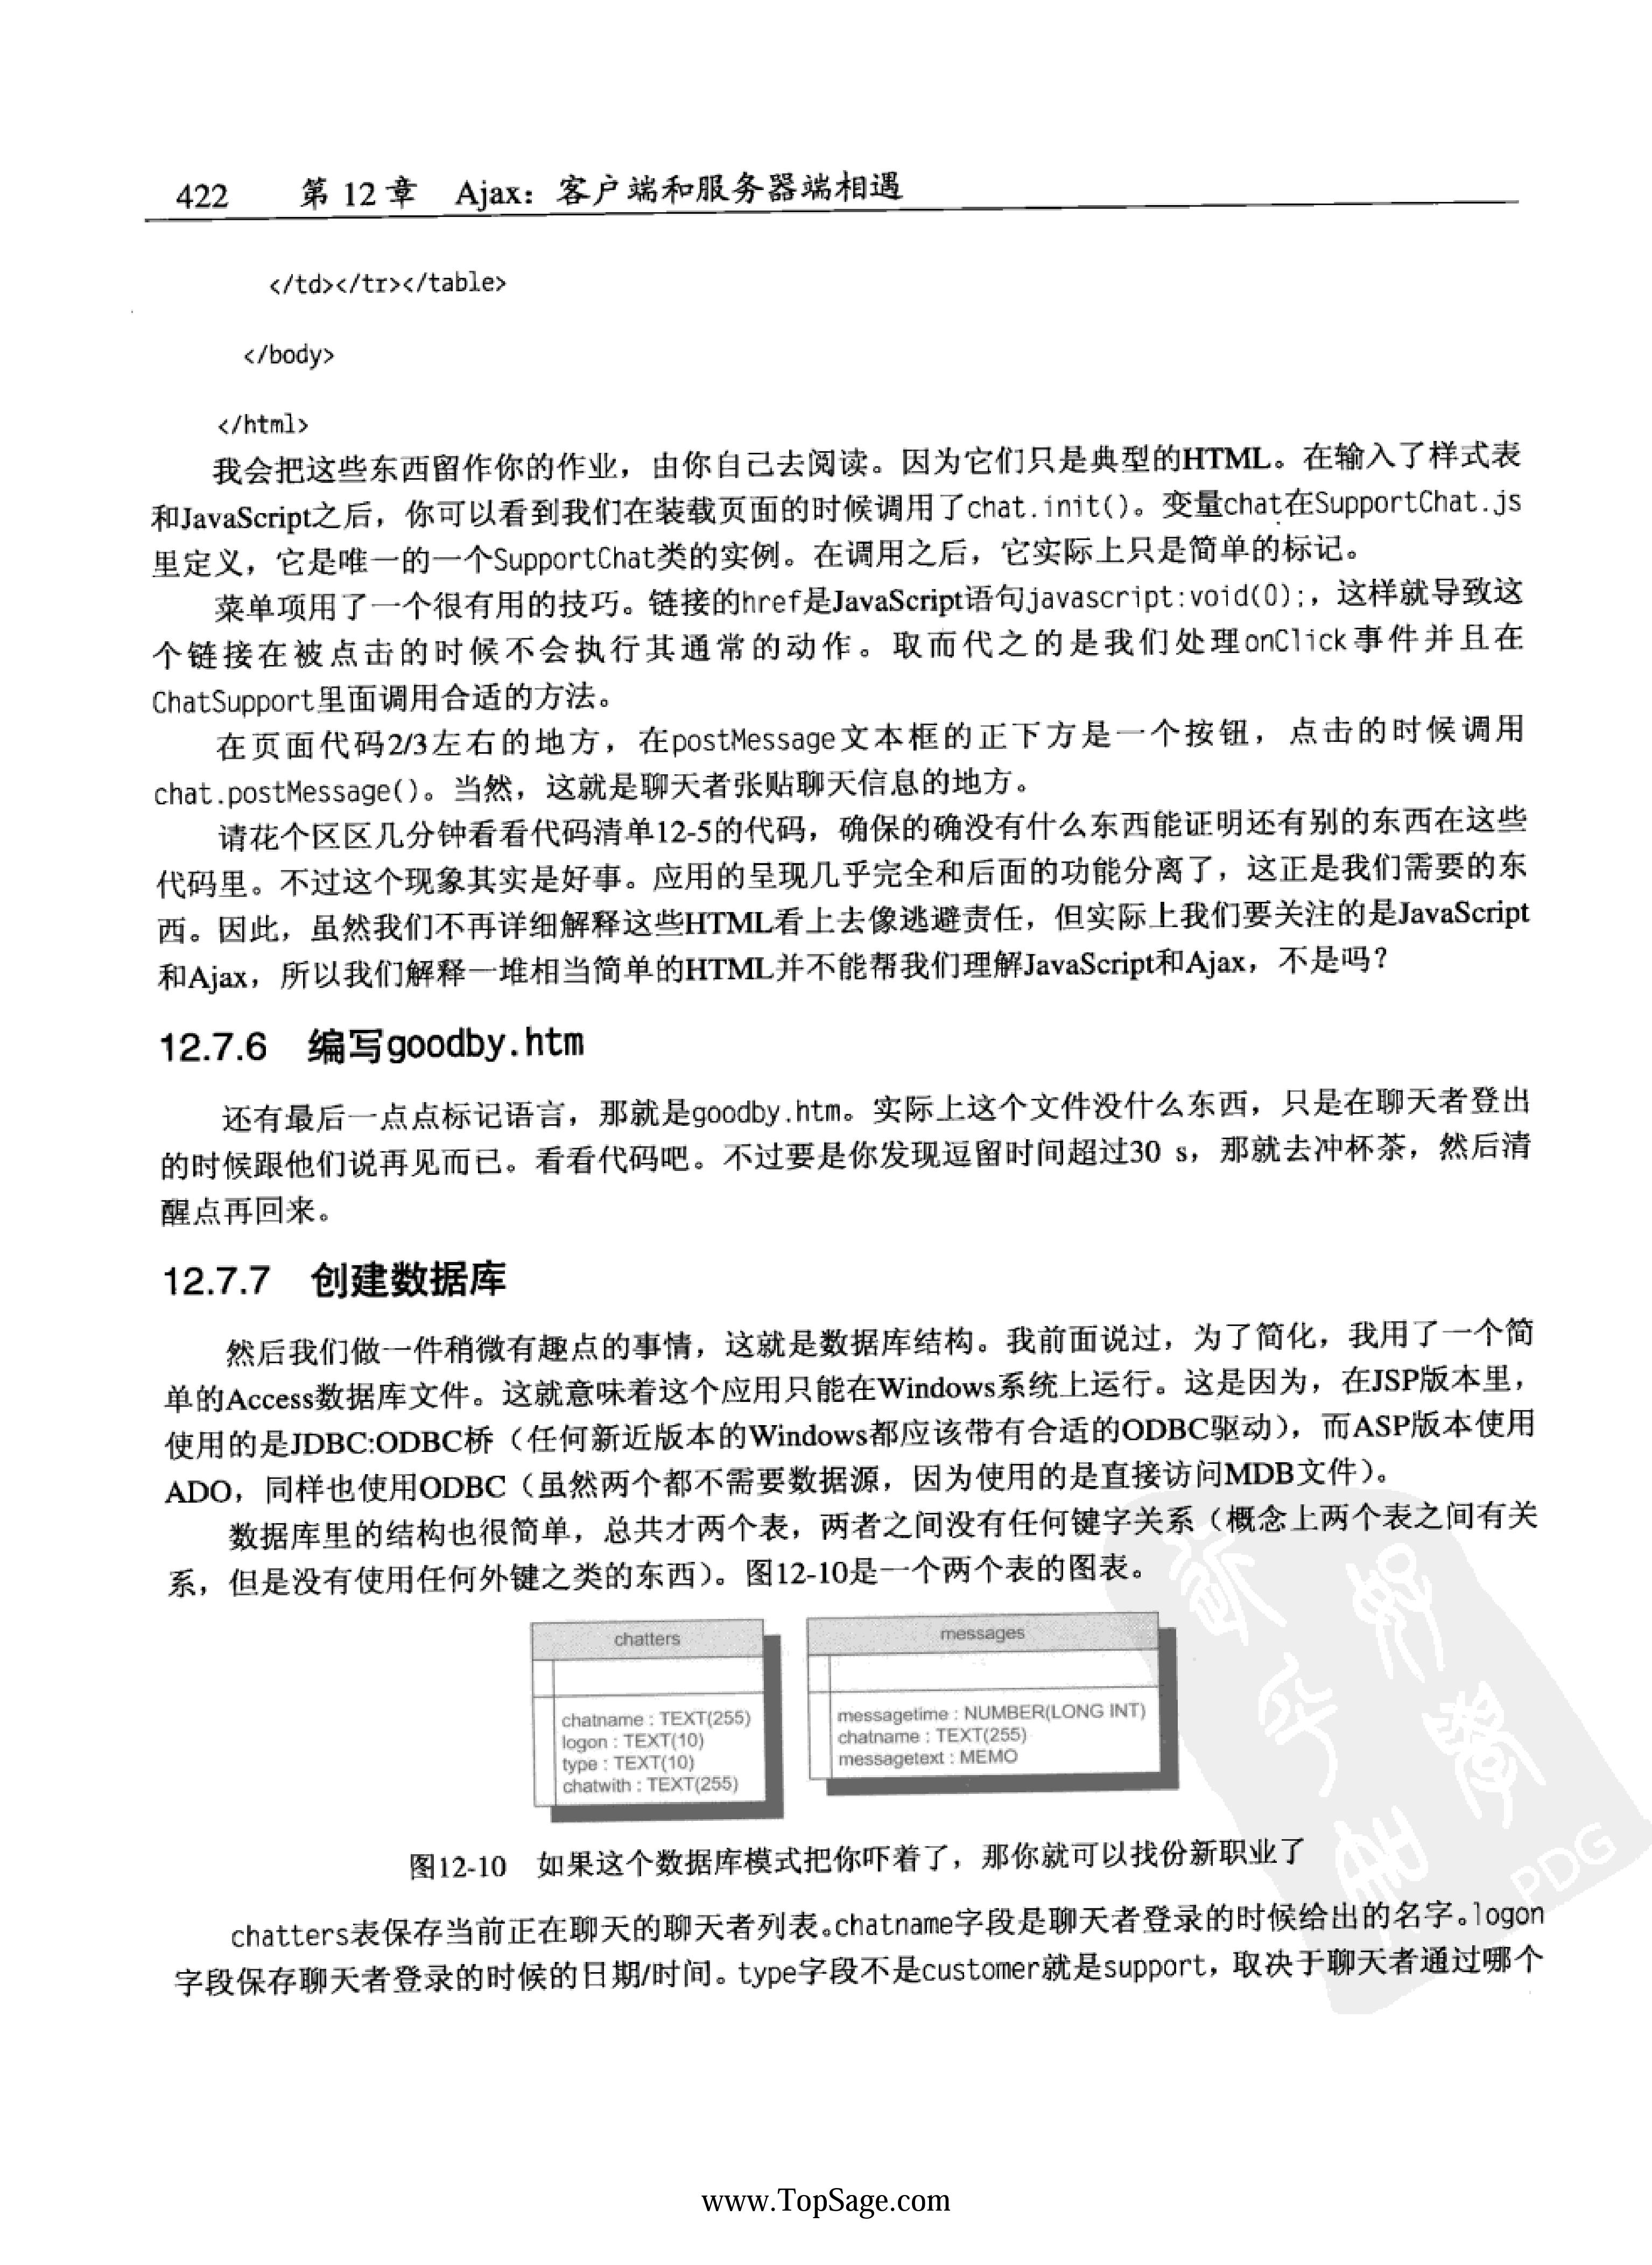 422 第 12 章 Ajax：客户端和服务器端相遇
</td></tr></table>
</body>
</html>
我会把这些东西留作你的作业，由你自己去阅读。因为它们只是典型的HTML。在输入了样式表
和JavaScript之后，你可以看到我们在装载页面的时候调用了chat.init()。变量chat在SupportChat.js
里定义，它是唯一的一个SupportChat类的实例。在调用之后，它实际上只是简单的标记。
菜单项用了一个很有用的技巧。链接的href是JavaScript语句javascript:void(0);，这样就导致这
个链接在被点击的时候不会执行其通常的动作。取而代之的是我们处理onClick事件并且在
ChatSupport里面调用合适的方法。
在页面代码2/3左右的地方，在postMessage文本框的正下方是一个按钮，点击的时候调用
chat.postMessage()。当然，这就是聊天者张贴聊天信息的地方。
请花个区区几分钟看看代码清单12-5的代码，确保的确没有什么东西能证明还有别的东西在这些
代码里。不过这个现象其实是好事。应用的呈现几乎完全和后面的功能分离了，这正是我们需要的东
西。因此，虽然我们不再详细解释这些HTML看上去像逃避责任，但实际上我们要关注的是JavaScript
和Ajax，所以我们解释一堆相当简单的HTML并不能帮我们理解JavaScript和Ajax，不是吗？
12.7.6 编写goodby.htm
还有最后一点点标记语言，那就是goodby.htm。实际上这个文件没什么东西，只是在聊天者登出
的时候跟他们说再见而已。看看代码吧。不过要是你发现逗留时间超过30 s，那就去冲杯茶，然后清
醒点再回来。
12.7.7 创建数据库
然后我们做一件稍微有趣点的事情，这就是数据库结构。我前面说过，为了简化，我用了一个简
单的Access数据库文件。这就意味着这个应用只能在Windows系统上运行。这是因为，在JSP版本里，
使用的是JDBC:ODBC桥（任何新近版本的Windows都应该带有合适的ODBC驱动），而ASP版本使用
ADO，同样也使用ODBC（虽然两个都不需要数据源，因为使用的是直接访问MDB文件）。
数据库里的结构也很简单，总共才两个表，两者之间没有任何键字关系（概念上两个表之间有关
系，但是没有使用任何外键之类的东西）。图12-10是一个两个表的图表。
chatters
chatname : TEXT(255)
logon : TEXT(10)
type : TEXT(10)
chatwith : TEXT(255)
messages
messagetime : NUMBER(LONG INT)
chatname : TEXT(255)
messagetext : MEMO
图12-10 如果这个数据库模式把你吓着了，那你就可以找份新职业了
chatters表保存当前正在聊天的聊天者列表。chatname字段是聊天者登录的时候给出的名字。logon
字段保存聊天者登录的时候的日期/时间。type字段不是customer就是support，取决于聊天者通过哪个
PDG
www.TopSage.com